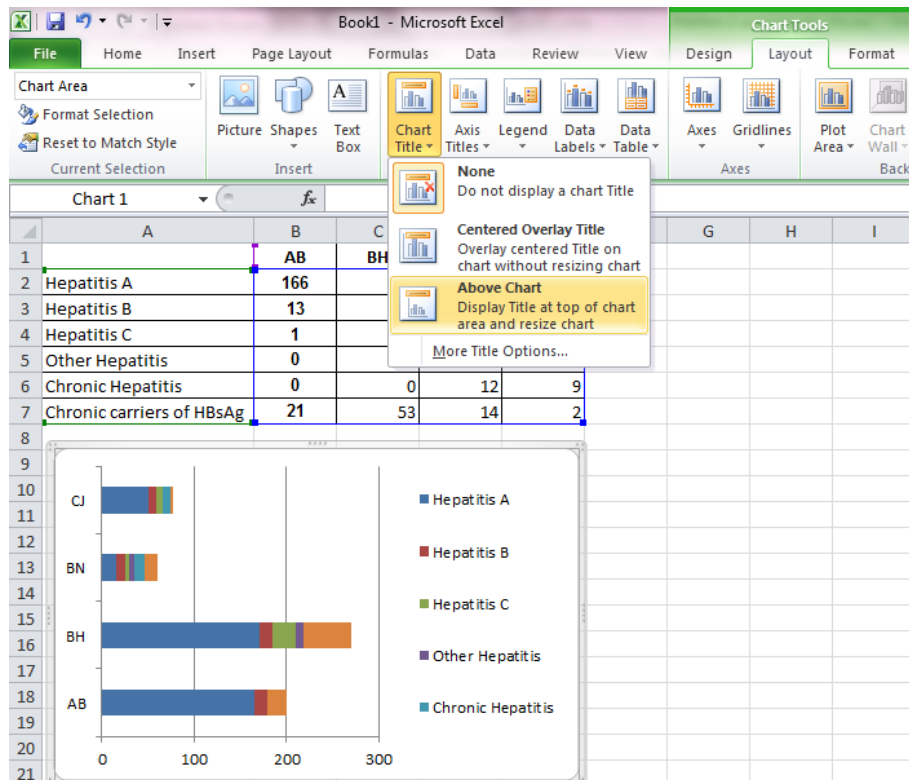 Book1 - Microsoft Excel
Chart Tools
File Home Insert Page Layout Formulas Data Review View Design Layout Format
Chart Area
Format Selection
Reset to Match Style
Current Selection
Picture Shapes Text Box
Insert
Chart Title Axis Titles Legend Data Labels Data Table
Axes Gridlines
Axes
Plot Area Chart Wall
Back
None
Do not display a chart Title
Centered Overlay Title
Overlay centered Title on
chart without resizing chart
Above Chart
Display Title at top of chart
area and resize chart
More Title Options...
Chart 1 fx
A B C G H I
1 AB BH
2 Hepatitis A 166
3 Hepatitis B 13
4 Hepatitis C 1
5 Other Hepatitis 0
6 Chronic Hepatitis 0 0 12 9
7 Chronic carriers of HBsAg 21 53 14 2
8
9
10
11
12
13
14
15
16
17
18
19
20
21
CJ
BN
BH
AB
0 100 200 300
Hepatitis A
Hepatitis B
Hepatitis C
Other Hepatitis
Chronic Hepatitis